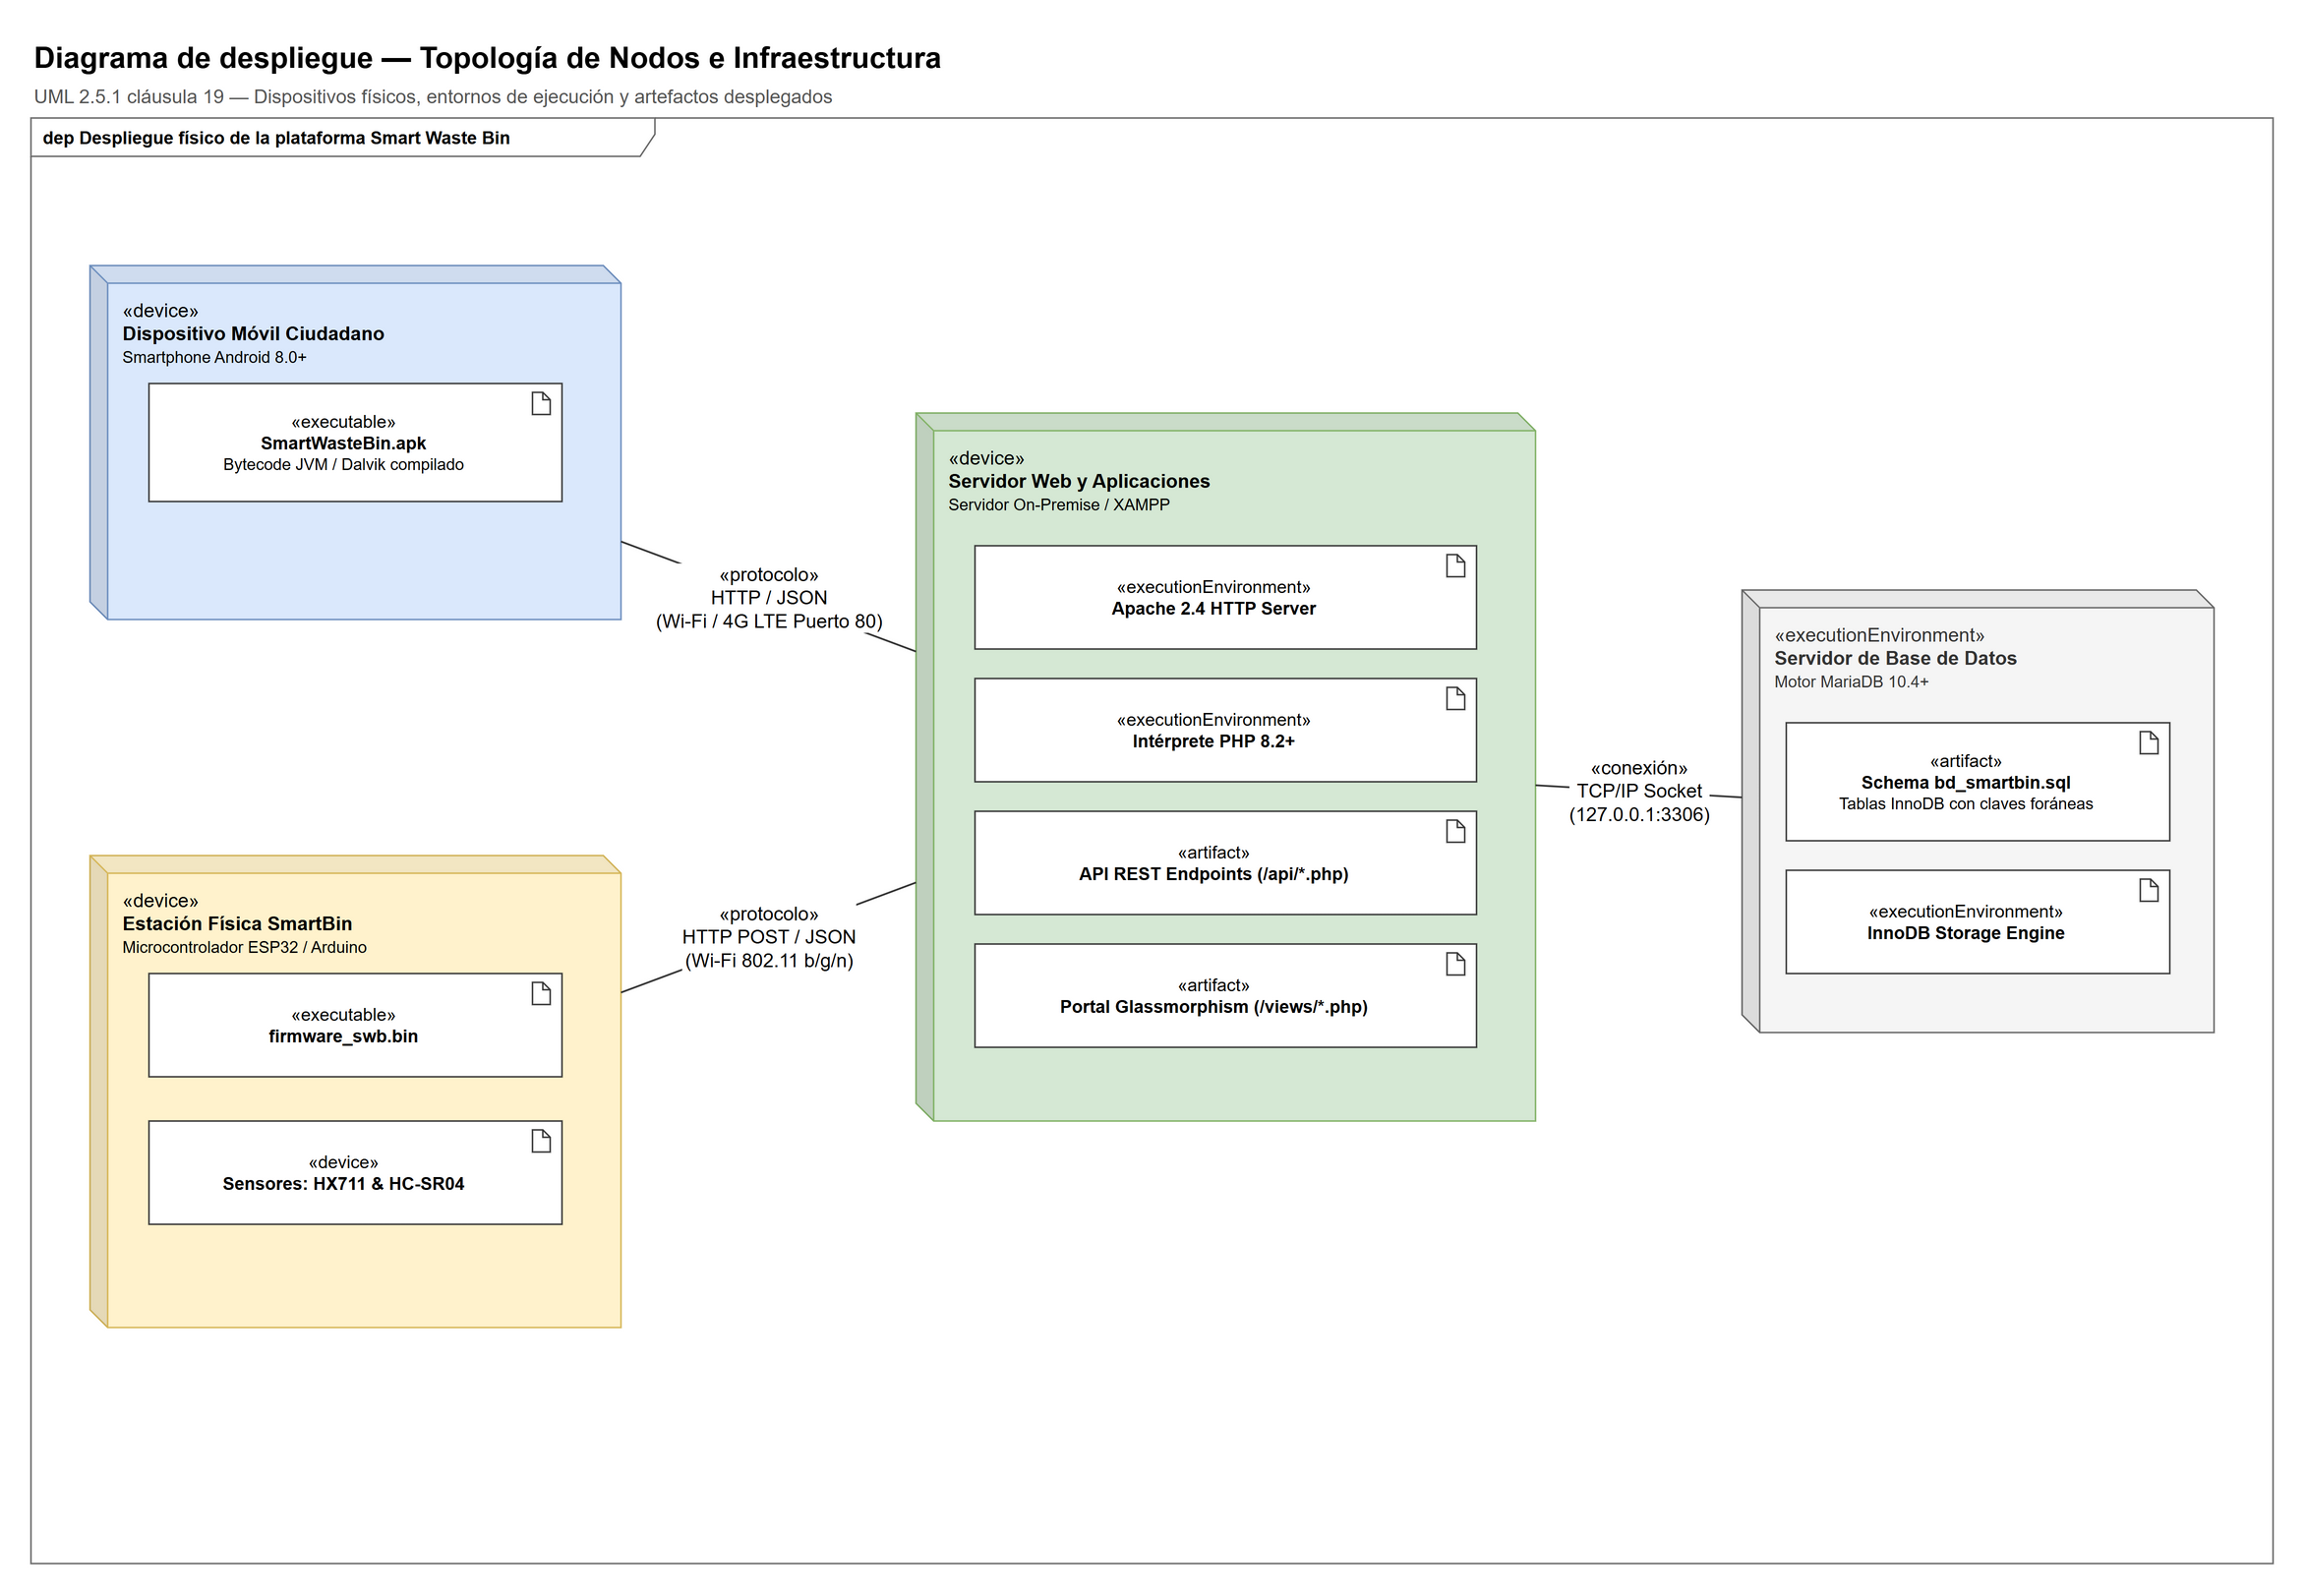 Diagrama de despliegue — Topología de Nodos e Infraestructura
UML 2.5.1 cláusula 19 — Dispositivos físicos, entornos de ejecución y artefactos desplegados
dep Despliegue físico de la plataforma Smart Waste Bin
«device»
Dispositivo Móvil Ciudadano
Smartphone Android 8.0+
«executable»
SmartWasteBin.apk
Bytecode JVM / Dalvik compilado
«protocolo»
HTTP / JSON
(Wi-Fi / 4G LTE Puerto 80)
«device»
Estación Física SmartBin
Microcontrolador ESP32 / Arduino
«executable»
firmware_swb.bin
«device»
Sensores: HX711 & HC-SR04
«protocolo»
HTTP POST / JSON
(Wi-Fi 802.11 b/g/n)
«device»
Servidor Web y Aplicaciones
Servidor On-Premise / XAMPP
«executionEnvironment»
Apache 2.4 HTTP Server
«executionEnvironment»
Intérprete PHP 8.2+
«artifact»
API REST Endpoints (/api/*.php)
«artifact»
Portal Glassmorphism (/views/*.php)
«conexión»
TCP/IP Socket
(127.0.0.1:3306)
«executionEnvironment»
Servidor de Base de Datos
Motor MariaDB 10.4+
«artifact»
Schema bd_smartbin.sql
Tablas InnoDB con claves foráneas
«executionEnvironment»
InnoDB Storage Engine